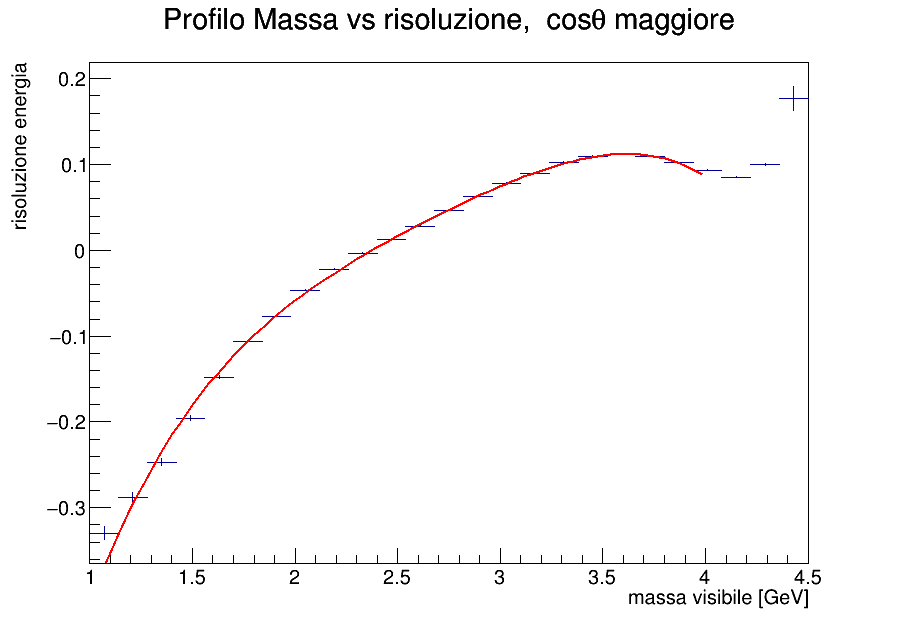 Profilo Massa vs risoluzione, cosθ maggiore
risoluzione energia
0.2
0.1
0
−0.1
−0.2
−0.3
1 1.5 2 2.5 3 3.5 4 4.5
massa visibile [GeV]